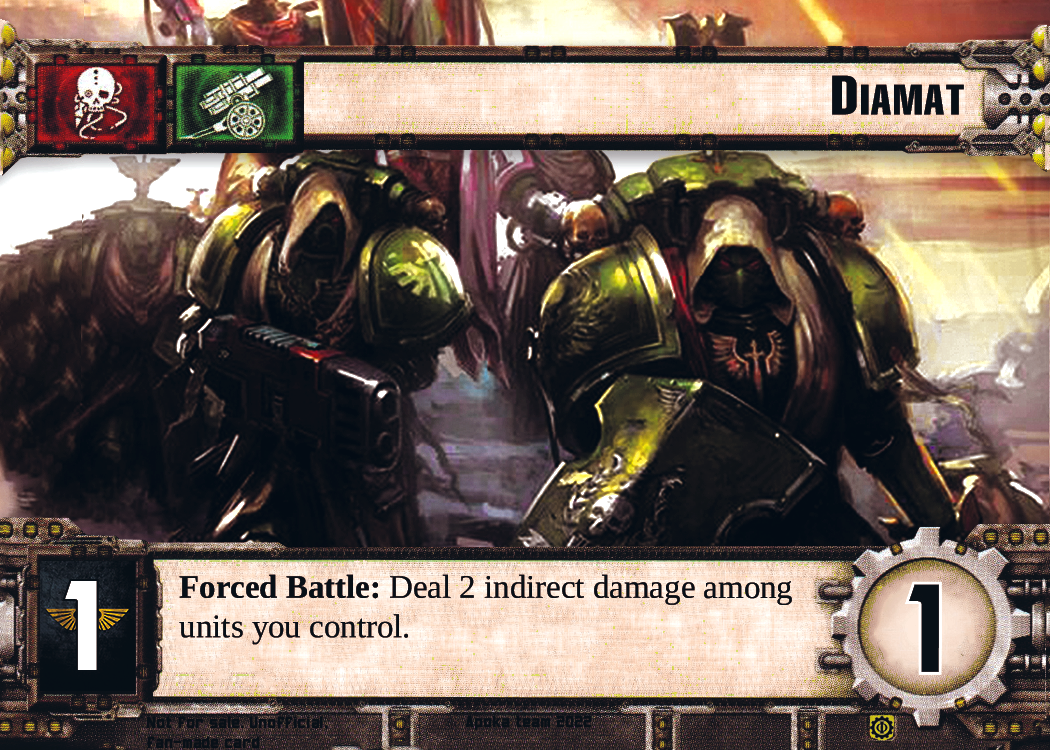 DIAMAT
1
Forced Battle: Deal 2 indirect damage among
units you control.
1
Not for sale. Unofficial.
Fan-made card
Apoka team 2022